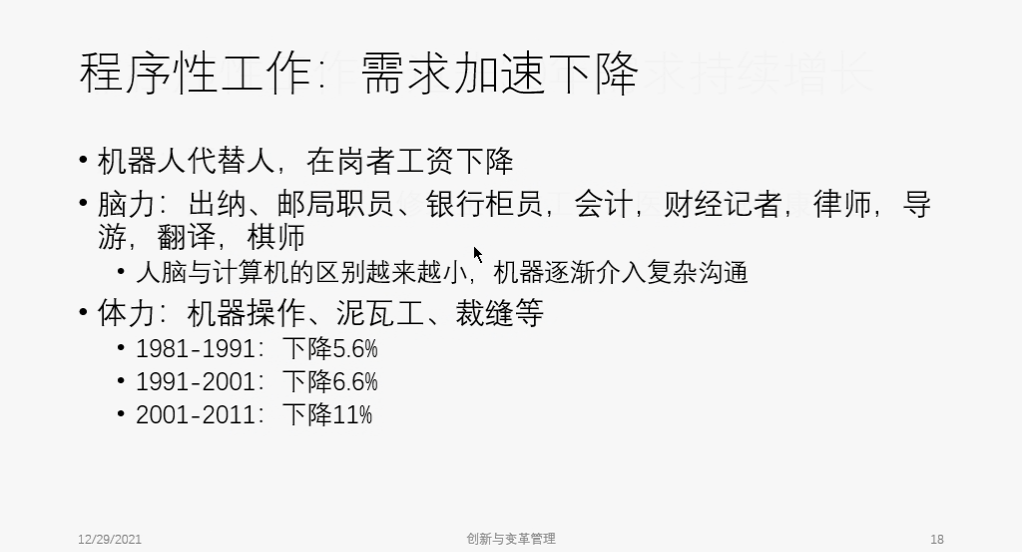 程序性工作：需求加速下降
• 机器人代替人，在岗者工资下降
• 脑力：出纳、邮局职员、银行柜员，会计，财经记者，律师，导
游，翻译，棋师
• 人脑与计算机的区别越来越小，机器逐渐介入复杂沟通
• 体力：机器操作、泥瓦工、裁缝等
• 1981-1991：下降5.6%
• 1991-2001：下降6.6%
• 2001-2011：下降11%
12/29/2021
创新与变革管理
18